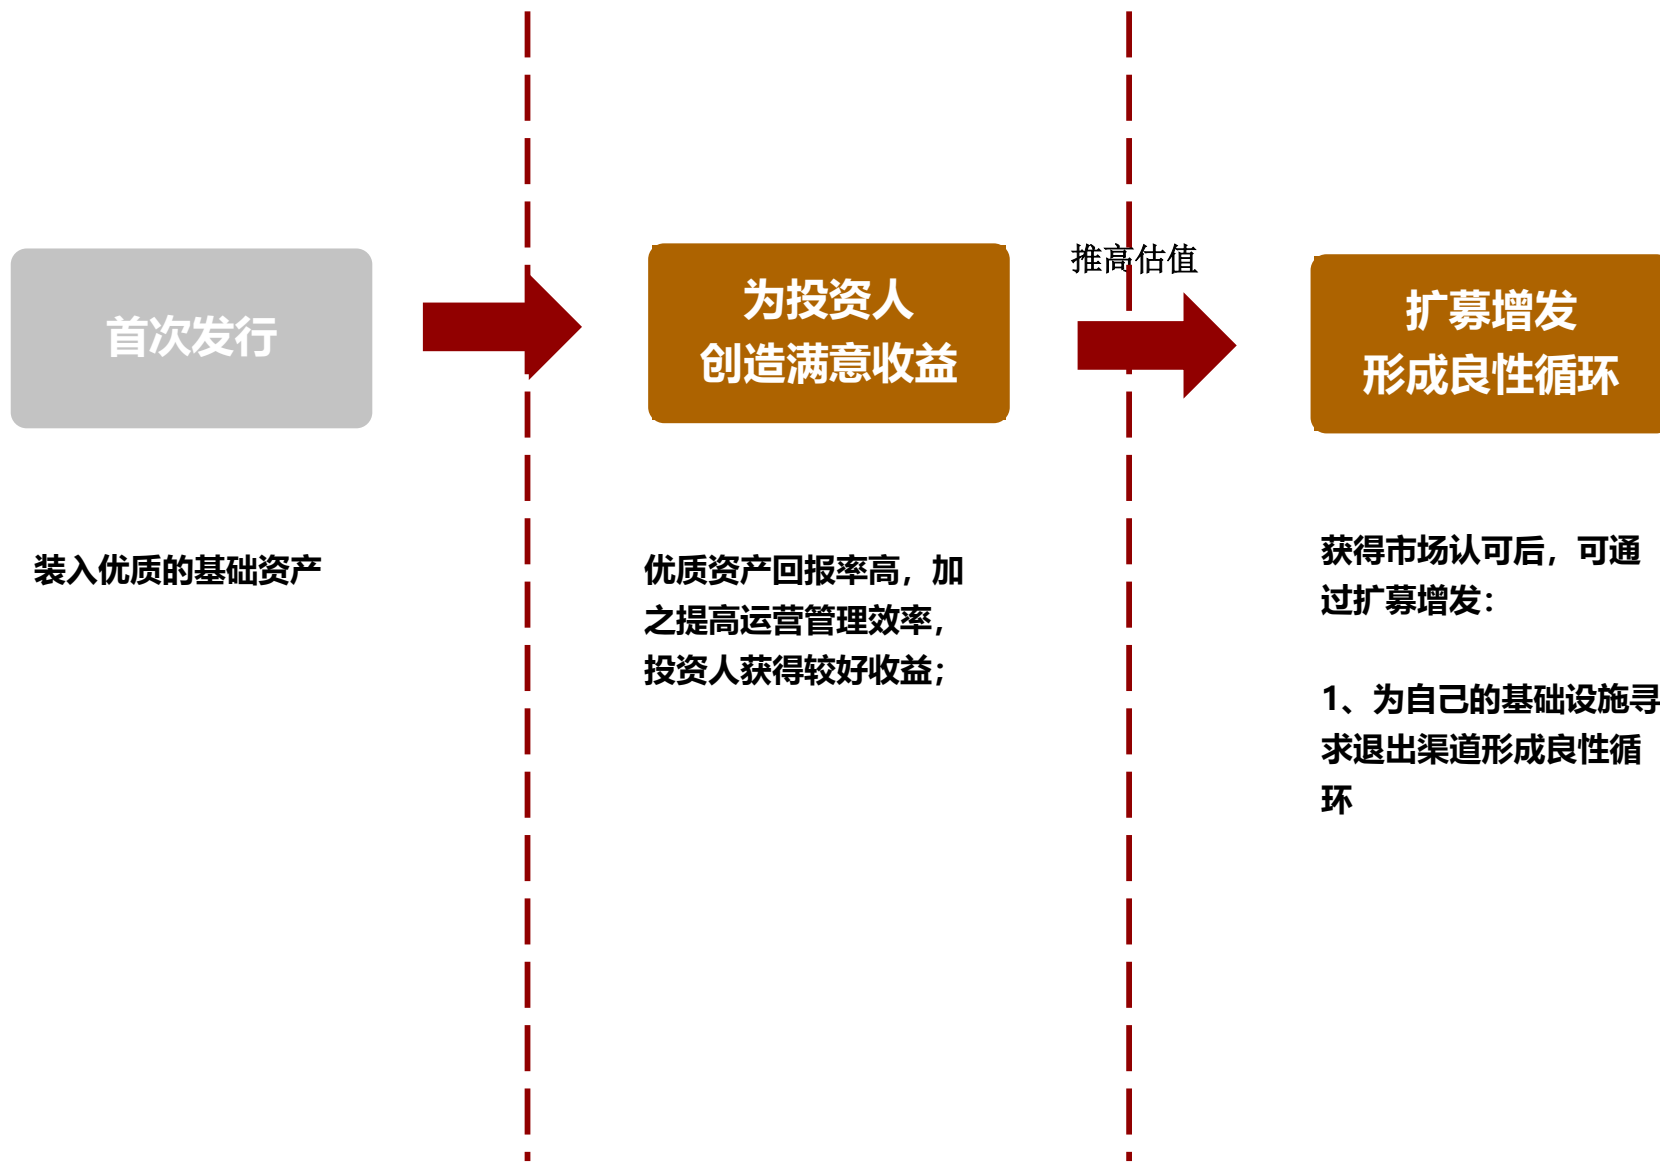 首次发行
为投资人
创造满意收益
推高估值
扩募增发
形成良性循环
装入优质的基础资产
优质资产回报率高，加
之提高运营管理效率，
投资人获得较好收益；
获得市场认可后，可通
过扩募增发：
1、为自己的基础设施寻
求退出渠道形成良性循
环